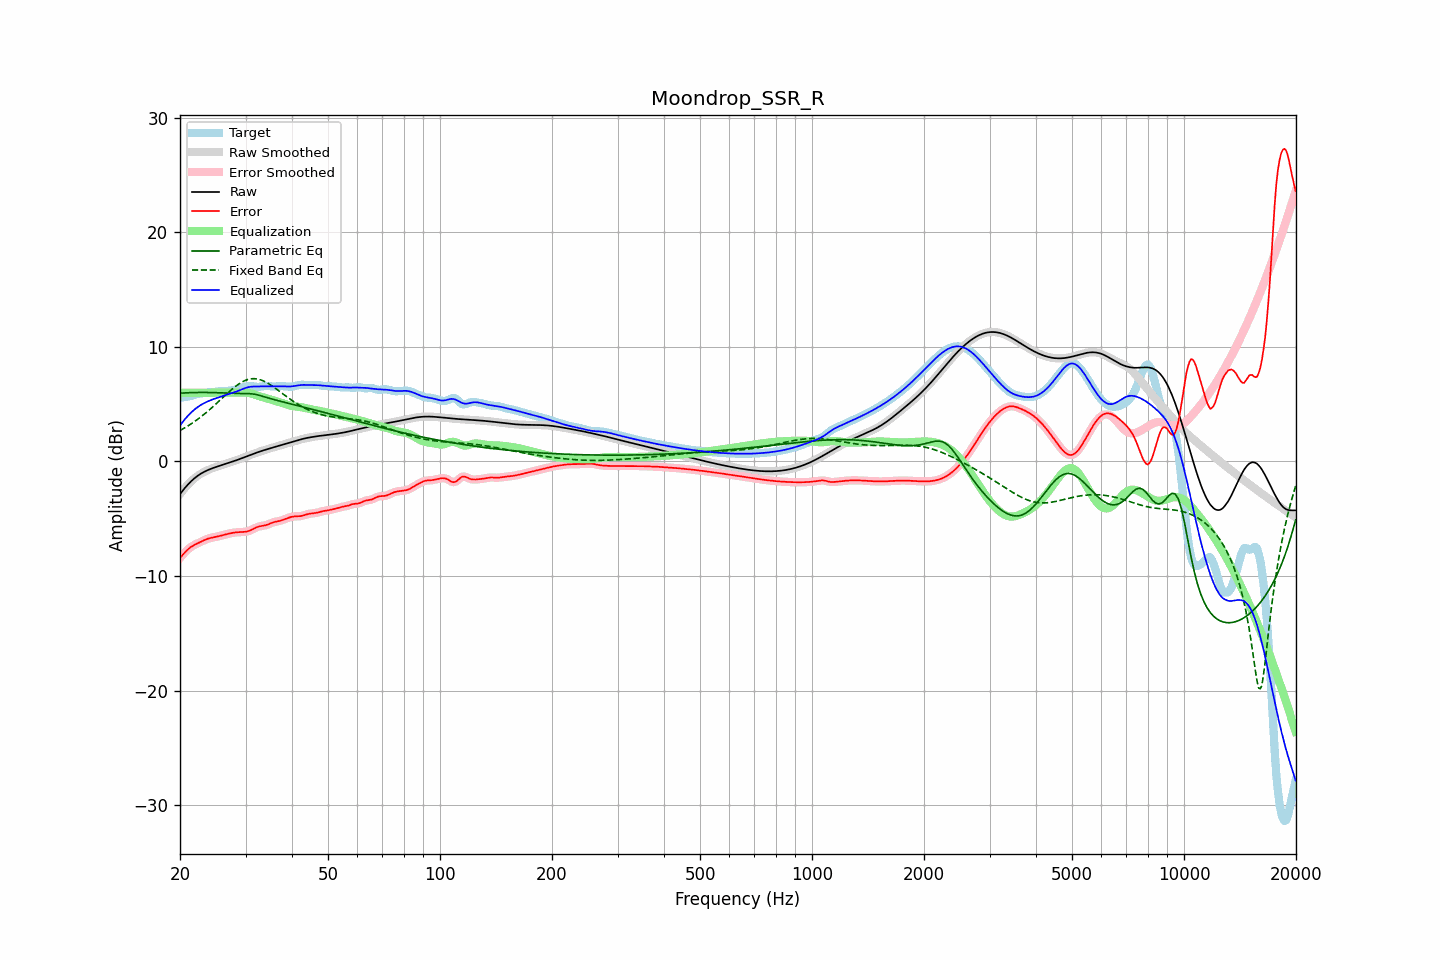 Moondrop_SSR_R
30
20
10
0
−10
−20
−30
Amplitude (dBr)
Target
Raw Smoothed
Error Smoothed
Raw
Error
Equalization
Parametric Eq
Fixed Band Eq
Equalized
20 50 100 200 500 1000 2000 5000 10000 20000
Frequency (Hz)